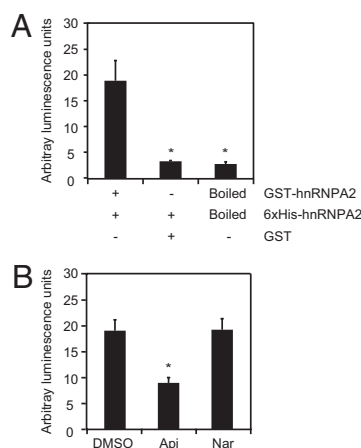 A
Arbitray luminescence units
30
25
20
15
10
5
0
* *
+ - Boiled GST-hnRNPA2
+ + Boiled 6xHis-hnRNPA2
- + - GST
B
Arbitray luminescence units
30
25
20
15
10
5
0
*
DMSO Api Nar